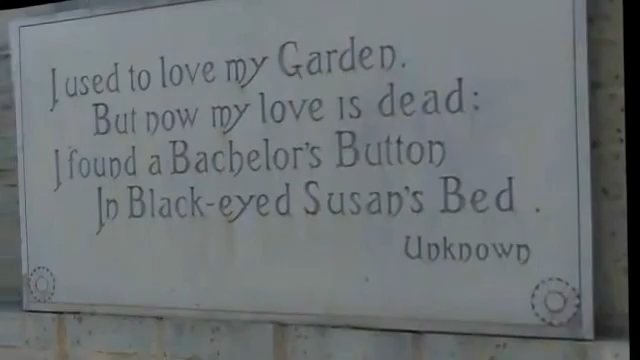 I used to love my Garden.
But now my love is dead:
I found a Bachelor's Button
In Black-eyed Susan's Bed .
Unknown